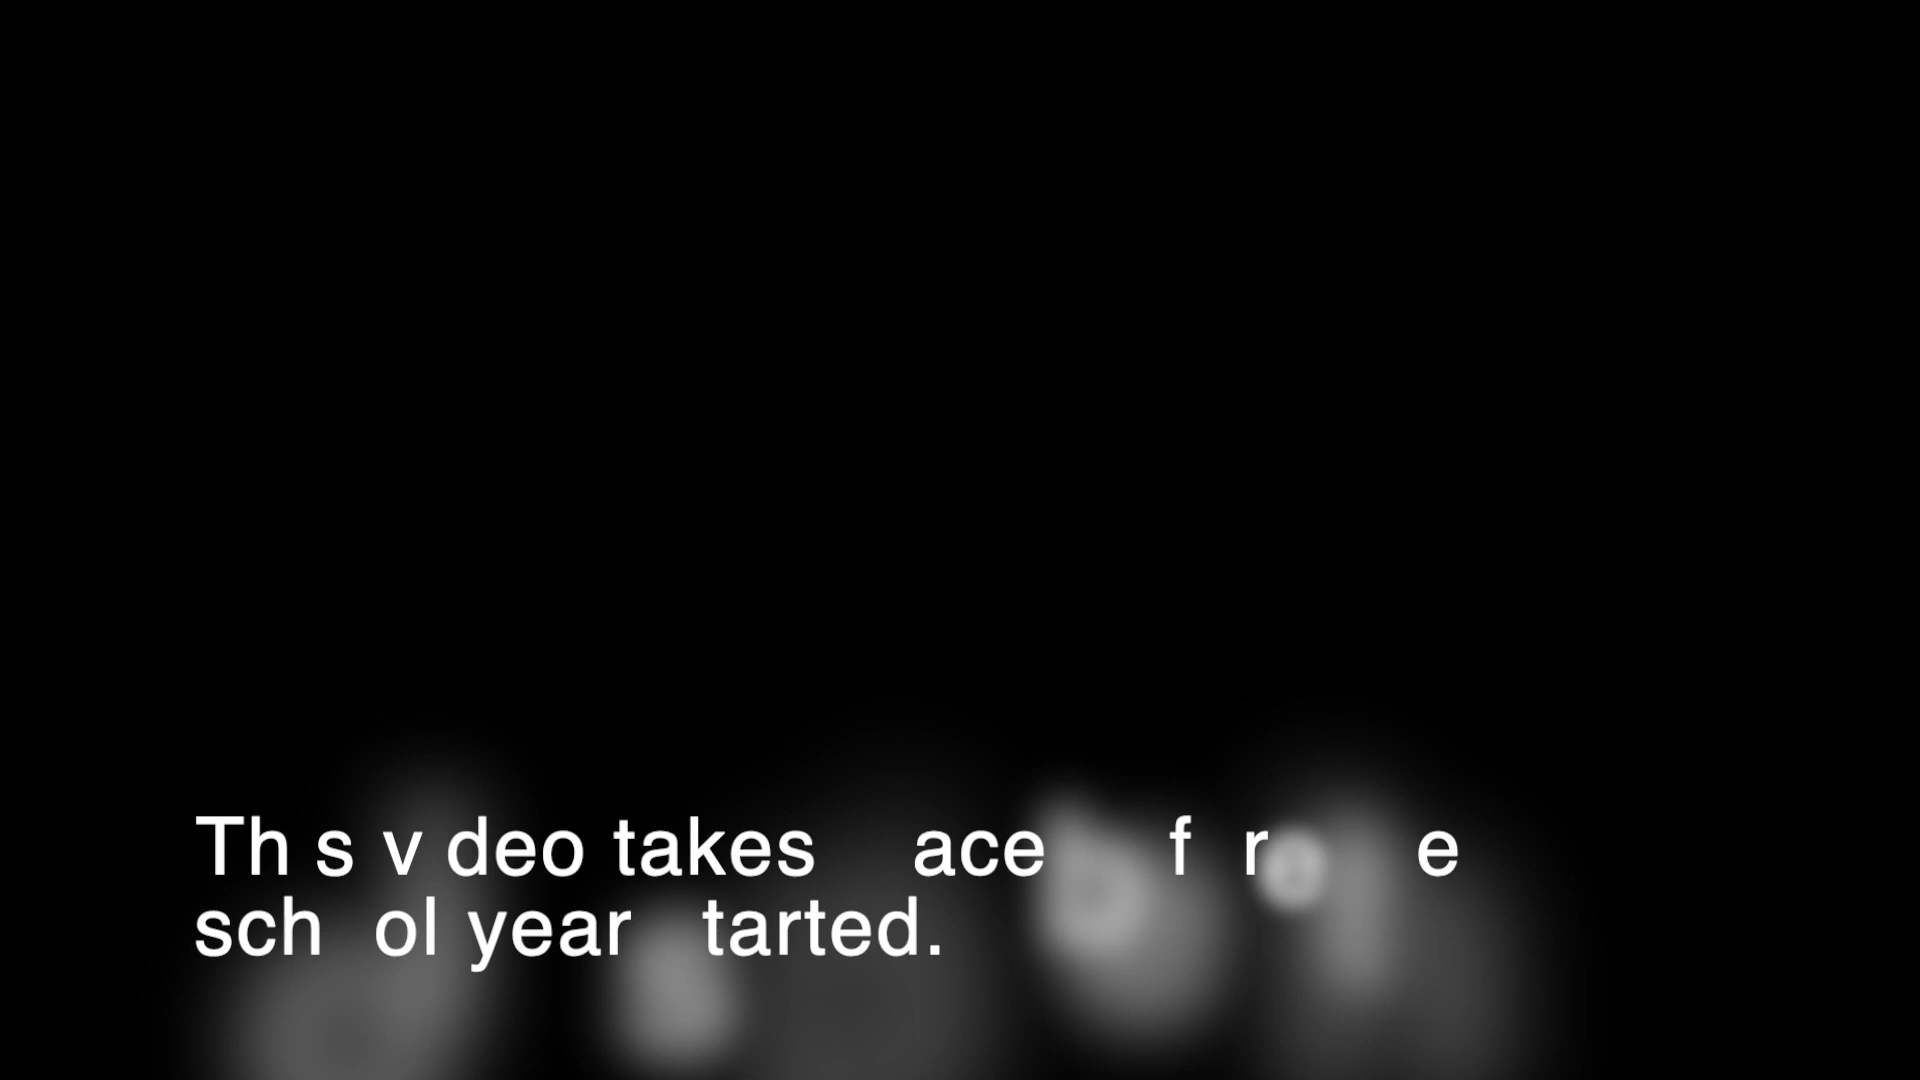 Th s v deo takes ace f r e
sch ol year tarted.